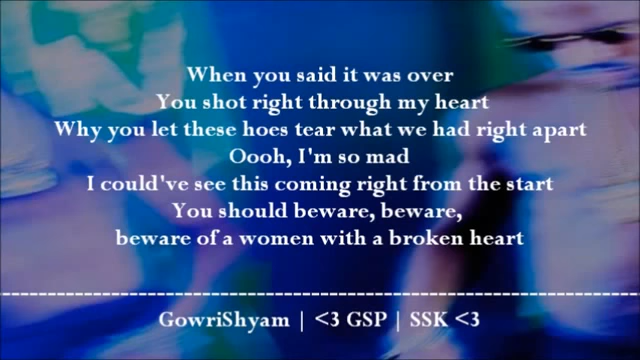 When you said it was over
You shot right through my heart
Why you let these hoes tear what we had right apart
Oooh, I'm so mad
I could've see this coming right from the start
You should beware, beware,
beware of a women with a broken heart
GowriShyam | <3 GSP | SSK <3